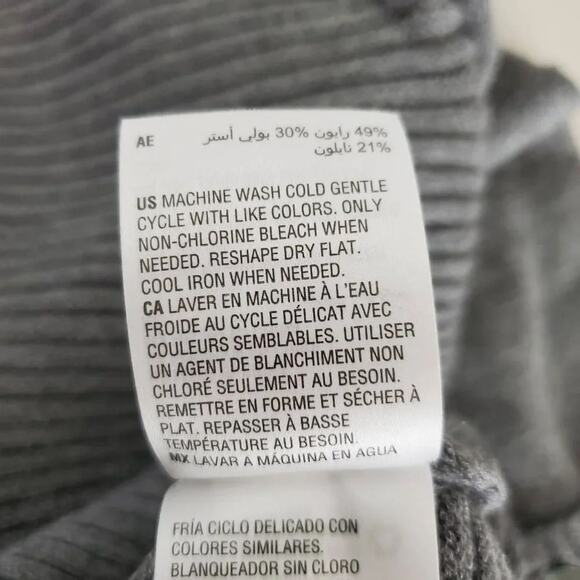 AE
49% رايون 30% بولي أستر
21% نايلون
US MACHINE WASH COLD GENTLE
CYCLE WITH LIKE COLORS. ONLY
NON-CHLORINE BLEACH WHEN
NEEDED. RESHAPE DRY FLAT.
COOL IRON WHEN NEEDED.
CA LAVER EN MACHINE À L'EAU
FROIDE AU CYCLE DÉLICAT AVEC
COULEURS SEMBLABLES. UTILISER
UN AGENT DE BLANCHIMENT NON
CHLORÉ SEULEMENT AU BESOIN.
REMETTRE EN FORME ET SÉCHER À
PLAT. REPASSER À BASSE
TEMPÉRATURE AU BESOIN.
MX LAVAR A MÁQUINA EN AGUA
FRÍA CICLO DELICADO CON
COLORES SIMILARES.
BLANQUEADOR SIN CLORO